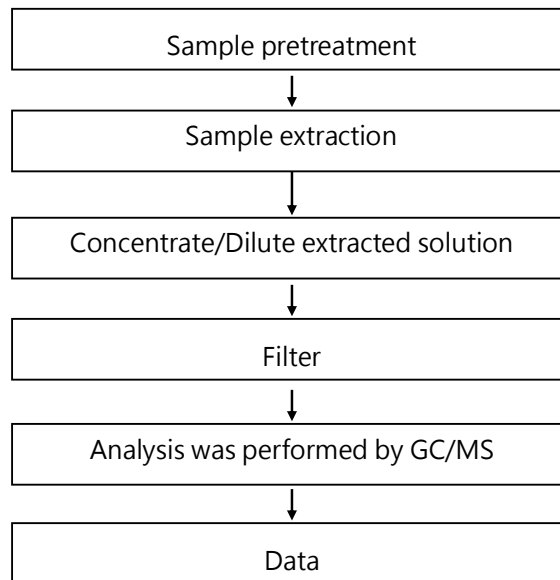 Sample pretreatment
Sample extraction
Concentrate/Dilute extracted solution
Filter
Analysis was performed by GC/MS
Data